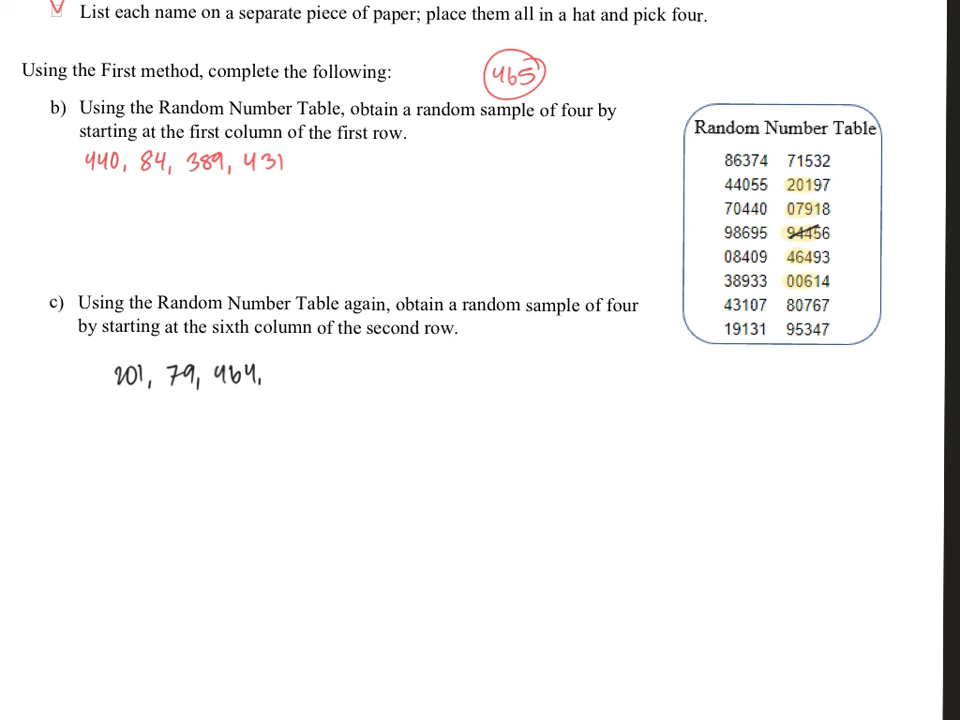 List each name on a separate piece of paper; place them all in a hat and pick four.
Using the First method, complete the following:
465
b) Using the Random Number Table, obtain a random sample of four by
starting at the first column of the first row.
440, 84, 389, 431
c) Using the Random Number Table again, obtain a random sample of four
by starting at the sixth column of the second row.
201, 79, 464,
Random Number Table
86374 71532
44055 20197
70440 07918
98695 94456
08409 46493
38933 00614
43107 80767
19131 95347